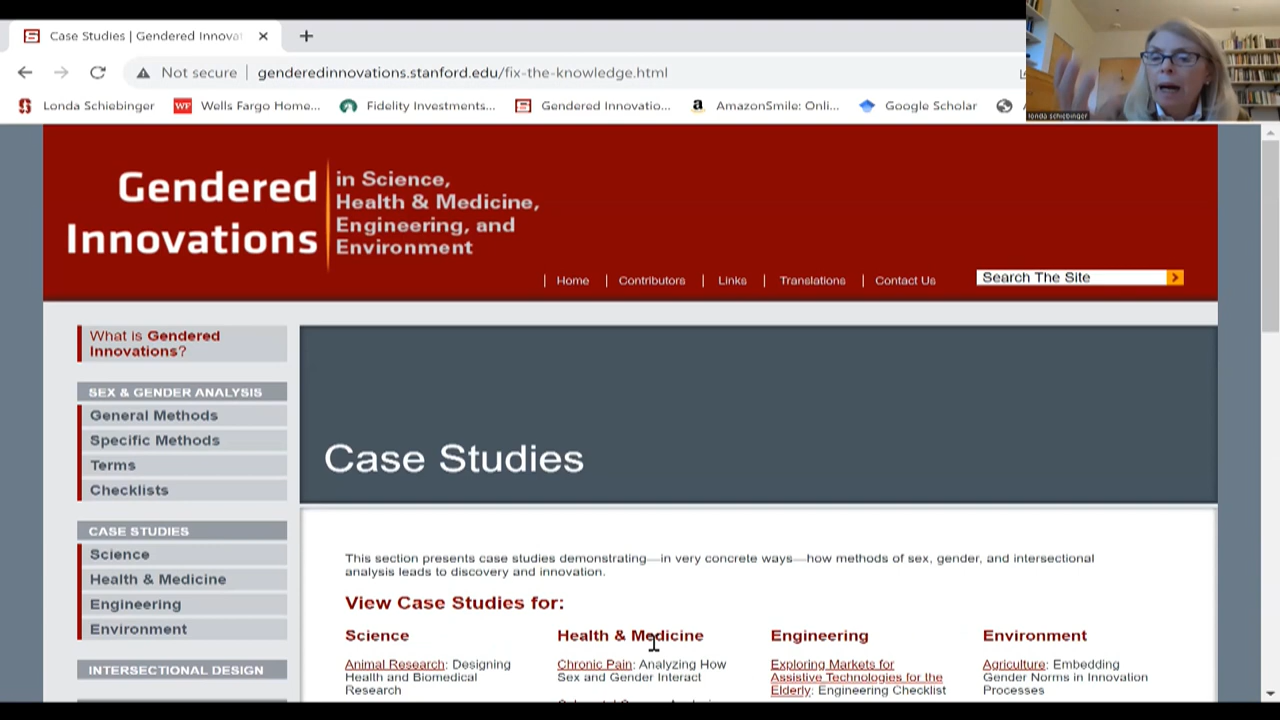 Case Studies | Gendered Innova
Not secure
genderedinnovations.stanford.edu/fix-the-knowledge.html
Londa Schiebinger
Wells Fargo Home...
Fidelity Investments...
Gendered Innovatio...
AmazonSmile: Onli...
Google Scholar
londa schiebinger
Gendered
Innovations
in Science,
Health & Medicine,
Engineering, and
Environment
Home
Contributors
Links
Translations
Contact Us
Search The Site
What is Gendered
Innovations?
SEX & GENDER ANALYSIS
General Methods
Specific Methods
Terms
Checklists
CASE STUDIES
Science
Health & Medicine
Engineering
Environment
INTERSECTIONAL DESIGN
Case Studies
This section presents case studies demonstrating—in very concrete ways—how methods of sex, gender, and intersectional
analysis leads to discovery and innovation.
View Case Studies for:
Science
Animal Research: Designing
Health and Biomedical
Research
Health & Medicine
Chronic Pain: Analyzing How
Sex and Gender Interact
Engineering
Exploring Markets for
Assistive Technologies for the
Elderly: Engineering Checklist
Environment
Agriculture: Embedding
Gender Norms in Innovation
Processes